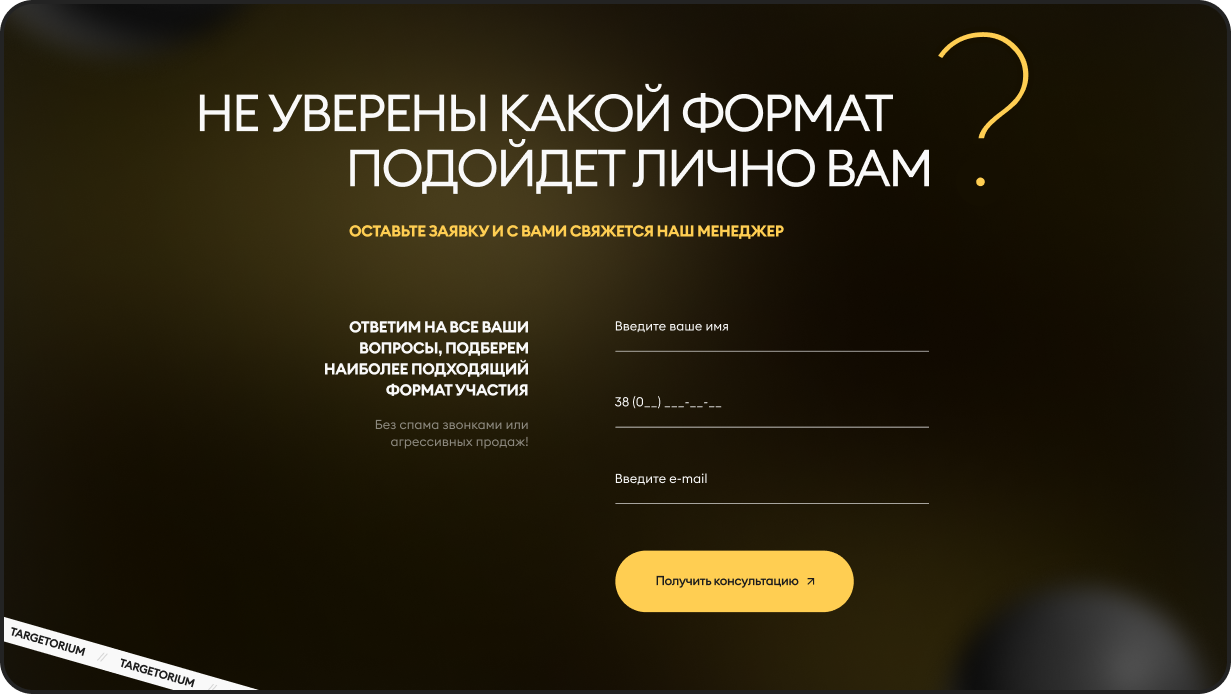 НЕ УВЕРЕНЫ КАКОЙ ФОРМАТ
ПОДОЙДЕТ ЛИЧНО ВАМ ?
ОСТАВЬТЕ ЗАЯВКУ И С ВАМИ СВЯЖЕТСЯ НАШ МЕНЕДЖЕР
ОТВЕТИМ НА ВСЕ ВАШИ
ВОПРОСЫ, ПОДБЕРЕМ
НАИБОЛЕЕ ПОДХОДЯЩИЙ
ФОРМАТ УЧАСТИЯ
Без спама звонками или
агрессивных продаж!
Введите ваше имя
38 (0__) ___-__-__
Введите e-mail
Получить консультацию
TARGETORIUM // TARGETORIUM //